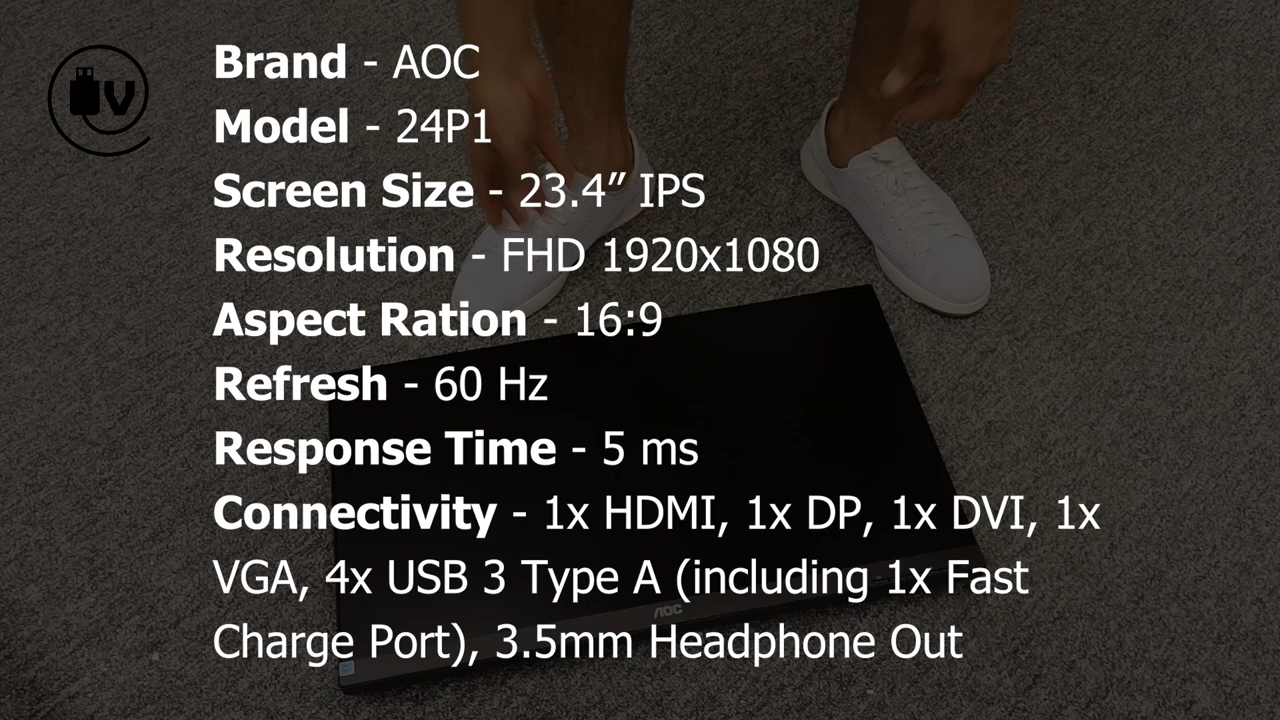 V
Brand - AOC
Model - 24P1
Screen Size - 23.4” IPS
Resolution - FHD 1920x1080
Aspect Ration - 16:9
Refresh - 60 Hz
Response Time - 5 ms
Connectivity - 1x HDMI, 1x DP, 1x DVI, 1x
VGA, 4x USB 3 Type A (including 1x Fast
Charge Port), 3.5mm Headphone Out
AOC